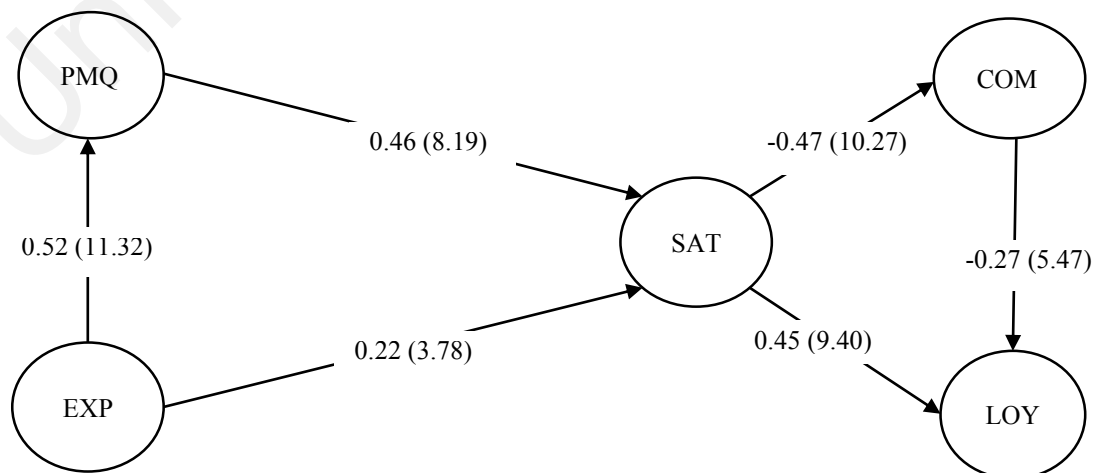 PMQ
COM
0.46 (8.19)
-0.47 (10.27)
0.52 (11.32)
SAT
-0.27 (5.47)
0.22 (3.78)
0.45 (9.40)
EXP
LOY